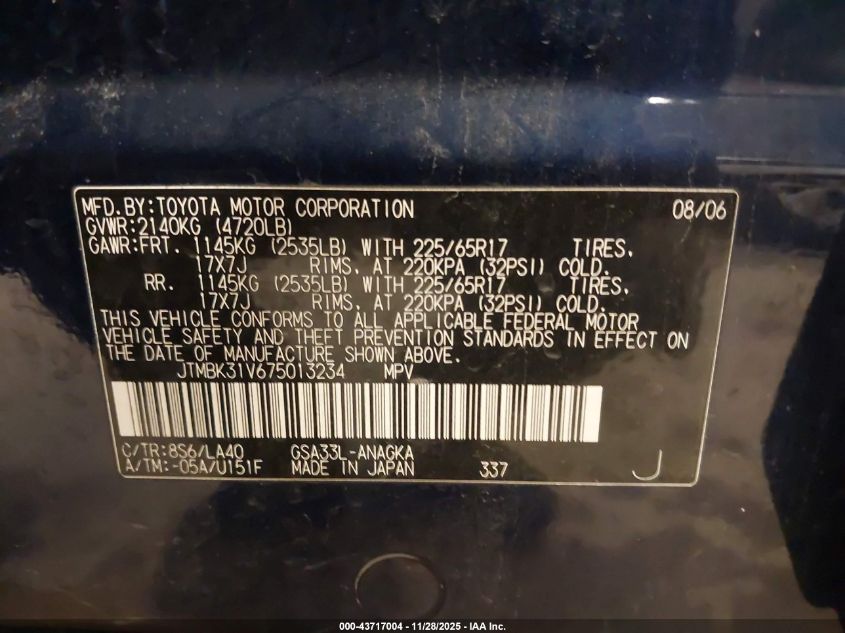 MFD.BY:TOYOTA MOTOR CORPORATION 08/06
GVWR:2140KG (4720LB)
GAWR:FRT. 1145KG (2535LB) WITH 225/65R17 TIRES,
17X7J RIMS, AT 220KPA (32PSI) COLD.
RR. 1145KG (2535LB) WITH 225/65R17 TIRES,
17X7J RIMS, AT 220KPA (32PSI) COLD.
THIS VEHICLE CONFORMS TO ALL APPLICABLE FEDERAL MOTOR
VEHICLE SAFETY AND THEFT PREVENTION STANDARDS IN EFFECT ON
THE DATE OF MANUFACTURE SHOWN ABOVE.
JTMBK31V675013234 MPV
C/TR:8S6/LA40 GSA33L-ANAGKA
A/TM:-05A/U151F MADE IN JAPAN 337 J
000-43717004 - 11/28/2025 - IAA Inc.